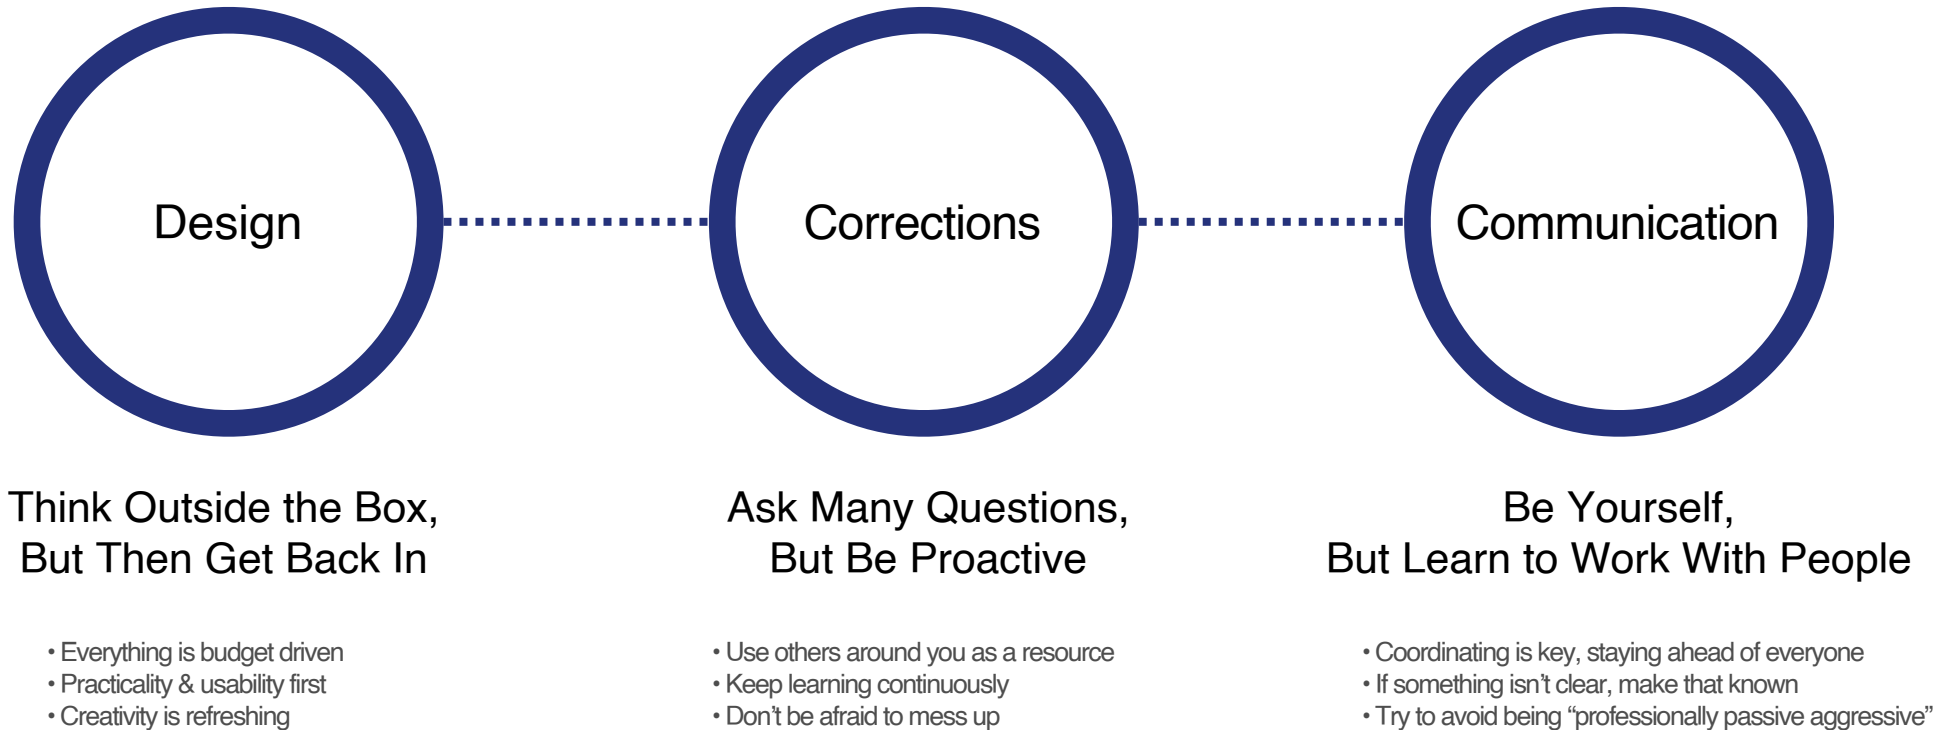 Design
Corrections
Communication
Think Outside the Box,
But Then Get Back In
• Everything is budget driven
• Practicality & usability first
• Creativity is refreshing
Ask Many Questions,
But Be Proactive
• Use others around you as a resource
• Keep learning continuously
• Don’t be afraid to mess up
Be Yourself,
But Learn to Work With People
• Coordinating is key, staying ahead of everyone
• If something isn’t clear, make that known
• Try to avoid being “professionally passive aggressive”